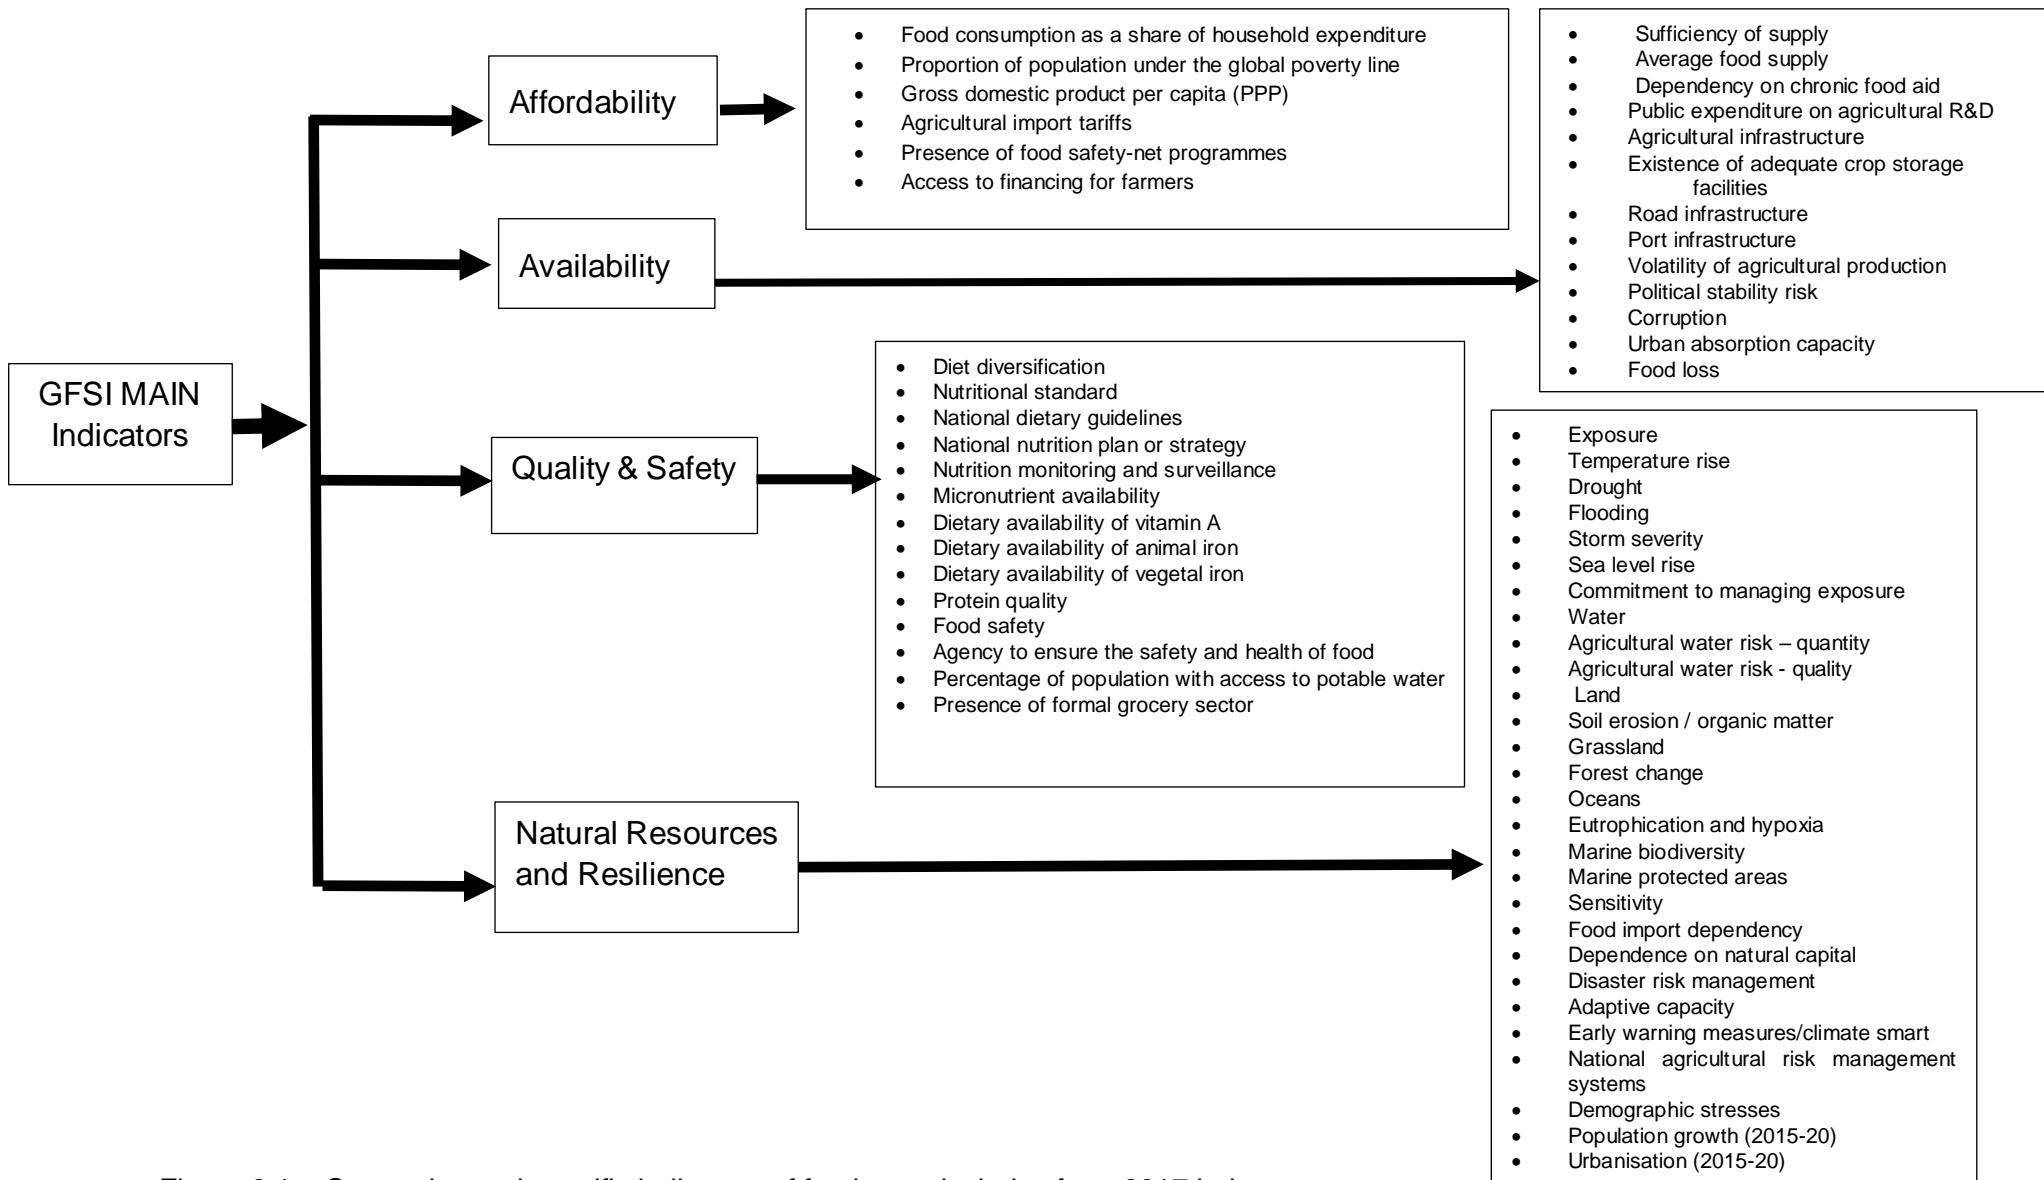 GFSI MAIN
Indicators
Affordability
• Food consumption as a share of household expenditure
• Proportion of population under the global poverty line
• Gross domestic product per capita (PPP)
• Agricultural import tariffs
• Presence of food safety-net programmes
• Access to financing for farmers
Availability
• Sufficiency of supply
• Average food supply
• Dependency on chronic food aid
• Public expenditure on agricultural R&D
• Agricultural infrastructure
• Existence of adequate crop storage
facilities
• Road infrastructure
• Port infrastructure
• Volatility of agricultural production
• Political stability risk
• Corruption
• Urban absorption capacity
• Food loss
Quality & Safety
• Diet diversification
• Nutritional standard
• National dietary guidelines
• National nutrition plan or strategy
• Nutrition monitoring and surveillance
• Micronutrient availability
• Dietary availability of vitamin A
• Dietary availability of animal iron
• Dietary availability of vegetal iron
• Protein quality
• Food safety
• Agency to ensure the safety and health of food
• Percentage of population with access to potable water
• Presence of formal grocery sector
Natural Resources
and Resilience
• Exposure
• Temperature rise
• Drought
• Flooding
• Storm severity
• Sea level rise
• Commitment to managing exposure
• Water
• Agricultural water risk – quantity
• Agricultural water risk - quality
• Land
• Soil erosion / organic matter
• Grassland
• Forest change
• Oceans
• Eutrophication and hypoxia
• Marine biodiversity
• Marine protected areas
• Sensitivity
• Food import dependency
• Dependence on natural capital
• Disaster risk management
• Adaptive capacity
• Early warning measures/climate smart
• National agricultural risk management
systems
• Demographic stresses
• Population growth (2015-20)
• Urbanisation (2015-20)